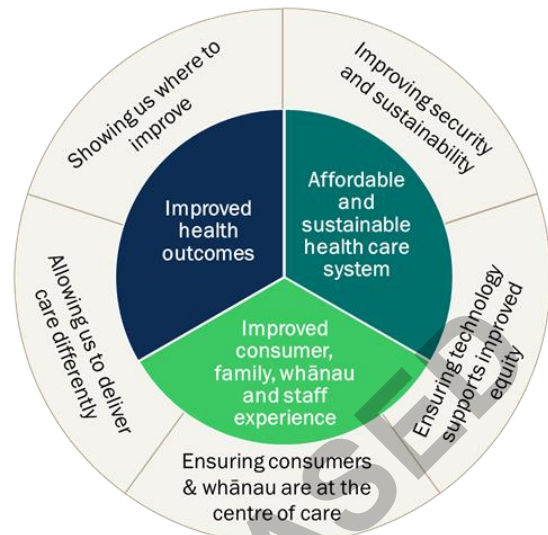 Showing us where to
improve
Improving security
and sustainability
Improved
health
outcomes
Affordable
and
sustainable
health care
system
Allowing us to deliver
care differently
Improved
consumer,
family, whānau
and staff
experience
Ensuring technology
supports improved
equity
Ensuring consumers
& whānau are at the
centre of care
ASED